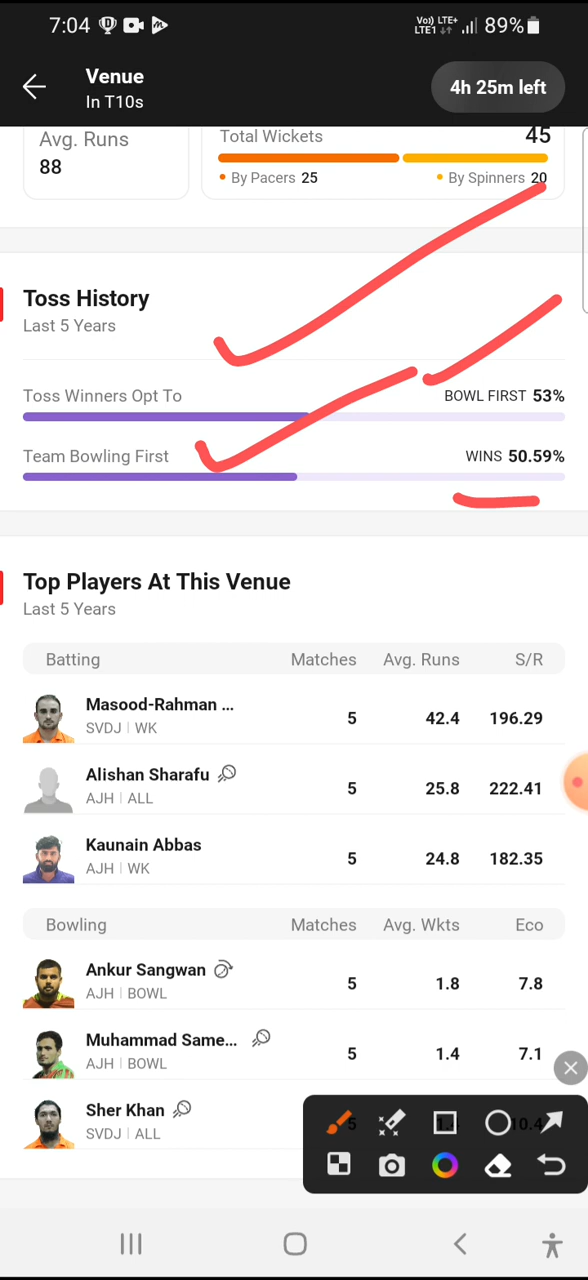 7:04 Vo)) LTE+ LTE1 89%
Venue
In T10s
4h 25m left
Avg. Runs
88
Total Wickets 45
By Pacers 25 By Spinners 20
Toss History
Last 5 Years
Toss Winners Opt To BOWL FIRST 53%
Team Bowling First WINS 50.59%
Top Players At This Venue
Last 5 Years
Batting Matches Avg. Runs S/R
Masood-Rahman ...
SVDJ | WK
5 42.4 196.29
Alishan Sharafu
AJH | ALL
5 25.8 222.41
Kaunain Abbas
AJH | WK
5 24.8 182.35
Bowling Matches Avg. Wkts Eco
Ankur Sangwan
AJH | BOWL
5 1.8 7.8
Muhammad Same...
AJH | BOWL
5 1.4 7.1
Sher Khan
SVDJ | ALL
5